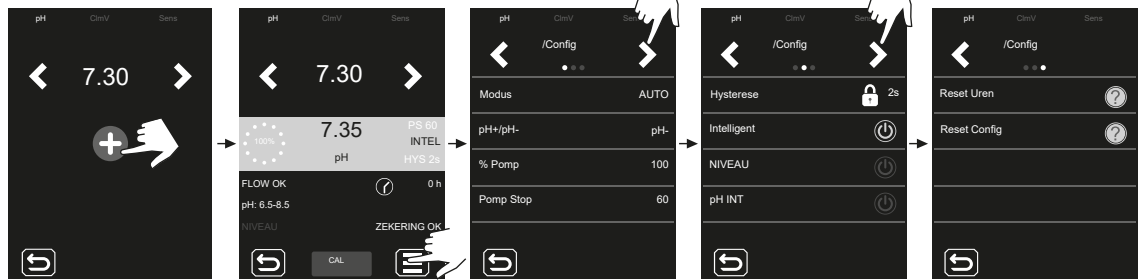 pH ClmV Sens
7.30
pH ClmV Sens
7.30
100%
7.35
pH
PS 60
INTEL
HYS 2s
FLOW OK 0 h
pH: 6.5-8.5
NIVEAU ZEKERING OK
CAL
pH ClmV Sens
/Config
Modus AUTO
pH+/pH- pH-
% Pomp 100
Pomp Stop 60
pH ClmV Sens
/Config
Hysterese 2s
Intelligent
NIVEAU
pH INT
pH ClmV Sens
/Config
Reset Uren ?
Reset Config ?